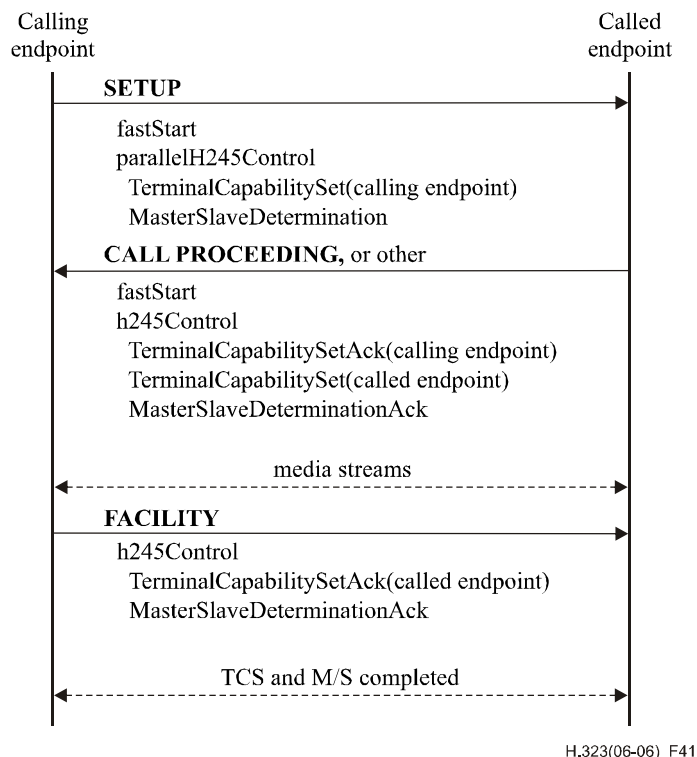 Calling
endpoint
Called
endpoint
SETUP
fastStart
parallelH245Control
TerminalCapabilitySet(calling endpoint)
MasterSlaveDetermination
CALL PROCEEDING, or other
fastStart
h245Control
TerminalCapabilitySetAck(calling endpoint)
TerminalCapabilitySet(called endpoint)
MasterSlaveDeterminationAck
media streams
FACILITY
h245Control
TerminalCapabilitySetAck(called endpoint)
MasterSlaveDeterminationAck
TCS and M/S completed
H.323(06-06)_F41